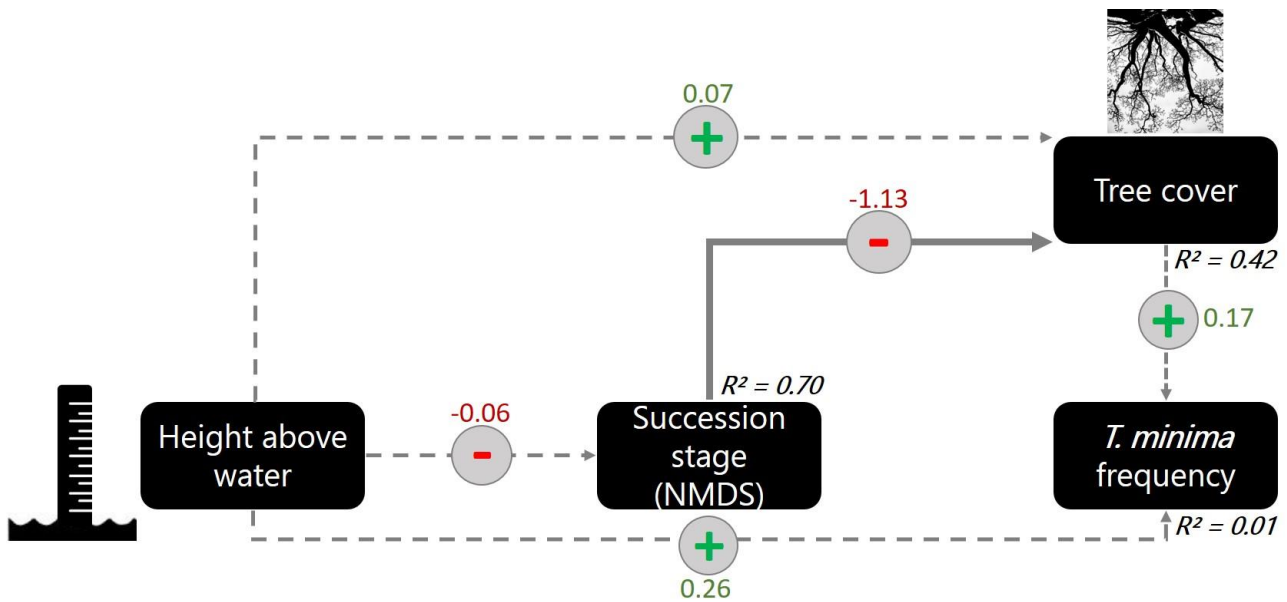 0.07
+
Tree cover
-1.13
-
R² = 0.42
+
0.17
R² = 0.70
Height above
water
-0.06
-
Succession
stage
(NMDS)
T. minima
frequency
R² = 0.01
+
0.26